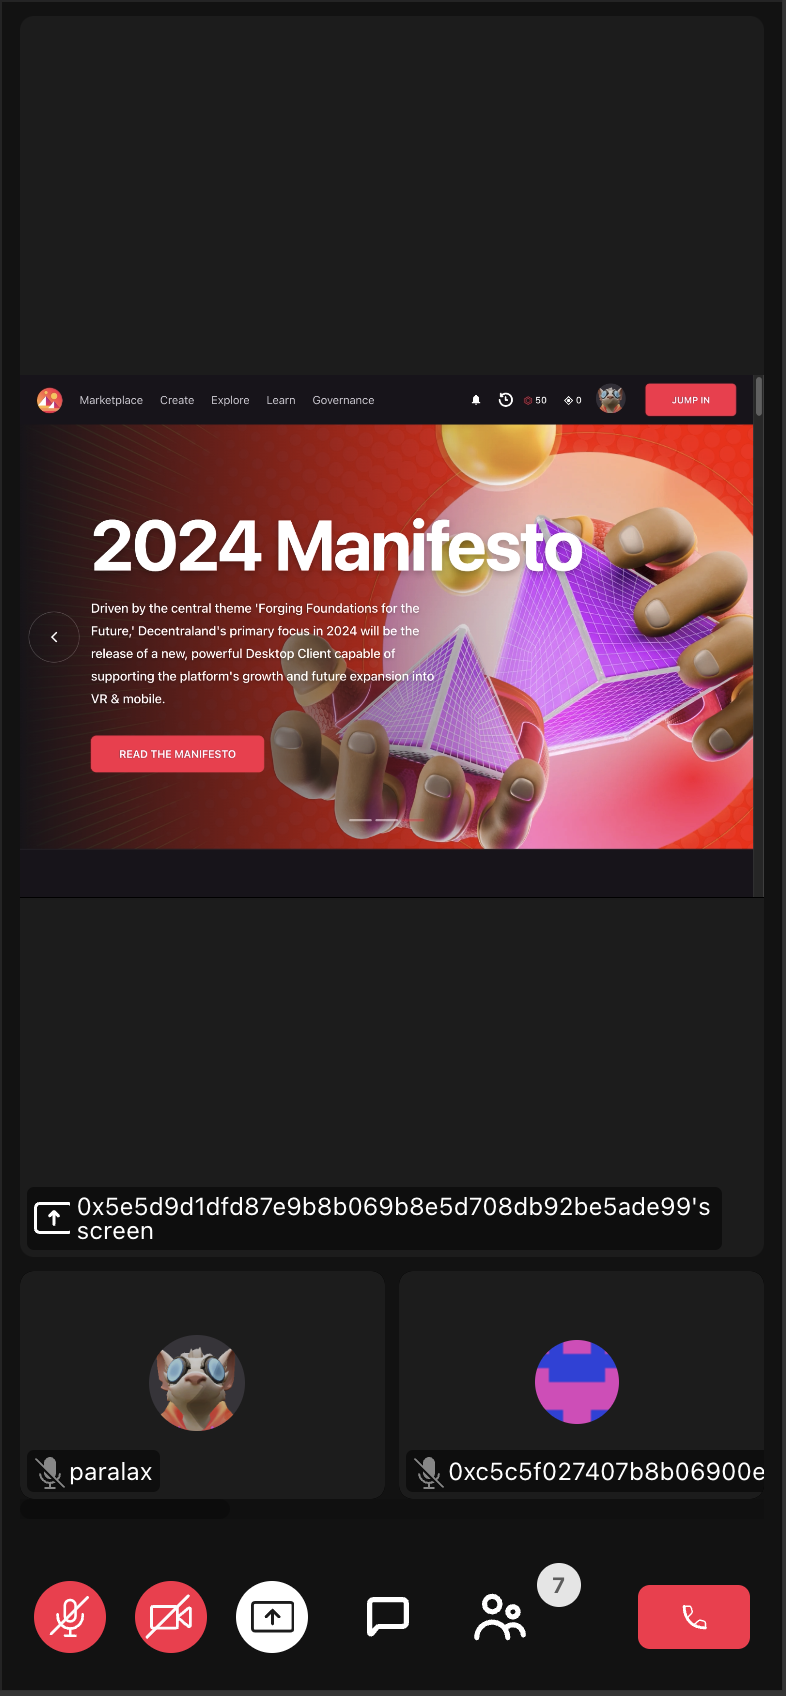 Marketplace Create Explore Learn Governance 50 0 JUMP IN
2024 Manifesto
Driven by the central theme 'Forging Foundations for the
Future,' Decentraland's primary focus in 2024 will be the
release of a new, powerful Desktop Client capable of
supporting the platform's growth and future expansion into
VR & mobile.
READ THE MANIFESTO
0x5e5d9d1dfd87e9b8b069b8e5d708db92be5ade99's
screen
paralax
0xc5c5f027407b8b06900e
7